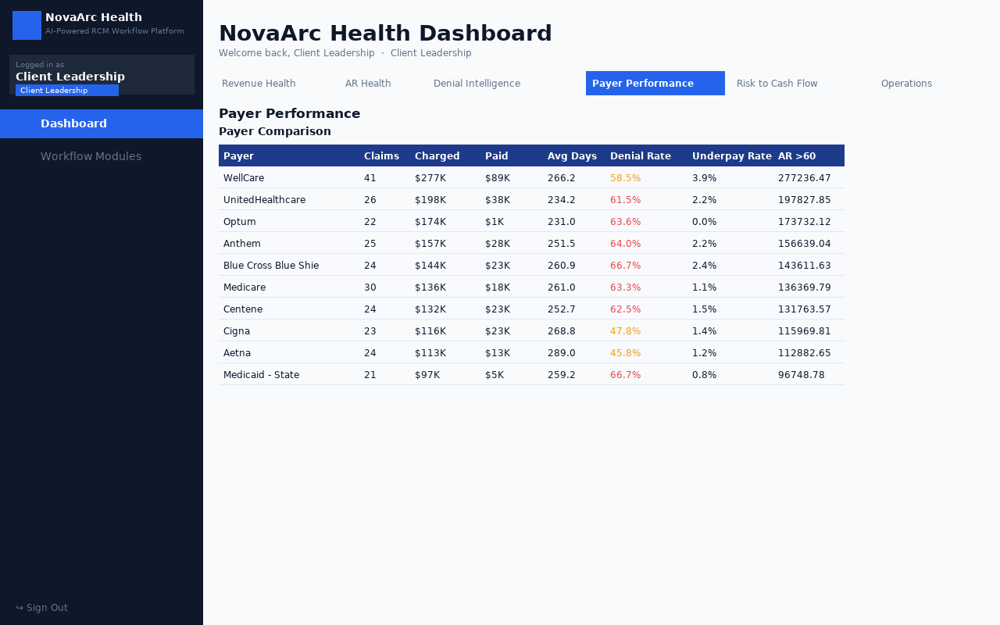 NovaArc Health
AI-Powered RCM Workflow Platform
Logged in as
Client Leadership
Client Leadership
Dashboard
Workflow Modules
↪ Sign Out
NovaArc Health Dashboard
Welcome back, Client Leadership · Client Leadership
Revenue Health AR Health Denial Intelligence Payer Performance Risk to Cash Flow Operations
Payer Performance
Payer Comparison
Payer Claims Charged Paid Avg Days Denial Rate Underpay Rate AR >60
WellCare 41 $277K $89K 266.2 58.5% 3.9% 277236.47
UnitedHealthcare 26 $198K $38K 234.2 61.5% 2.2% 197827.85
Optum 22 $174K $1K 231.0 63.6% 0.0% 173732.12
Anthem 25 $157K $28K 251.5 64.0% 2.2% 156639.04
Blue Cross Blue Shie 24 $144K $23K 260.9 66.7% 2.4% 143611.63
Medicare 30 $136K $18K 261.0 63.3% 1.1% 136369.79
Centene 24 $132K $23K 252.7 62.5% 1.5% 131763.57
Cigna 23 $116K $23K 268.8 47.8% 1.4% 115969.81
Aetna 24 $113K $13K 289.0 45.8% 1.2% 112882.65
Medicaid - State 21 $97K $5K 259.2 66.7% 0.8% 96748.78